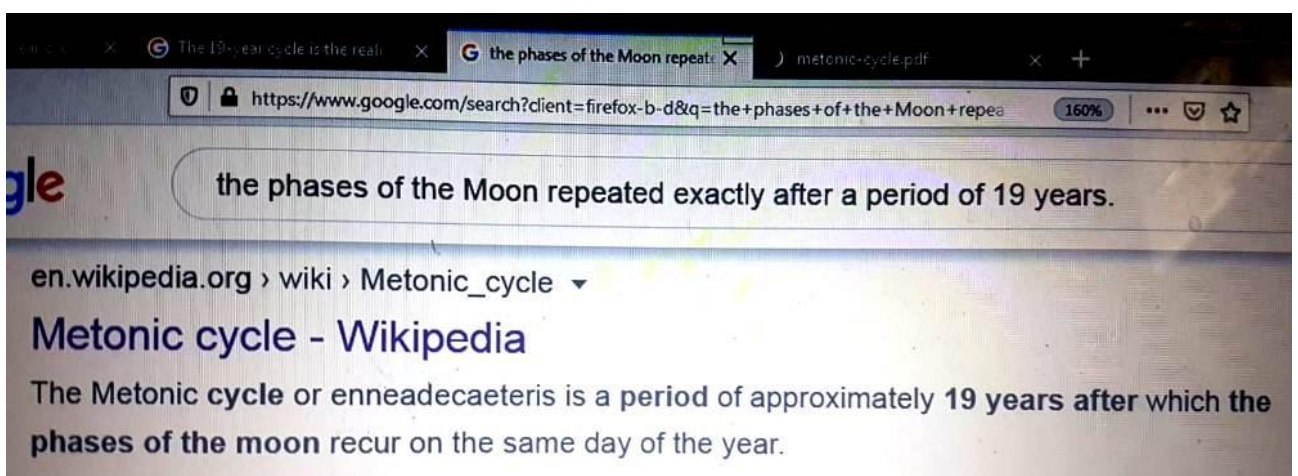 The 19-year cycle is the reali
the phases of the Moon repeate
metonic-cycle.pdf
https://www.google.com/search?client=firefox-b-d&q=the+phases+of+the+Moon+repea
160%
gle
the phases of the Moon repeated exactly after a period of 19 years.
en.wikipedia.org › wiki › Metonic_cycle
Metonic cycle - Wikipedia
The Metonic cycle or enneadecaeteris is a period of approximately 19 years after which the
phases of the moon recur on the same day of the year.